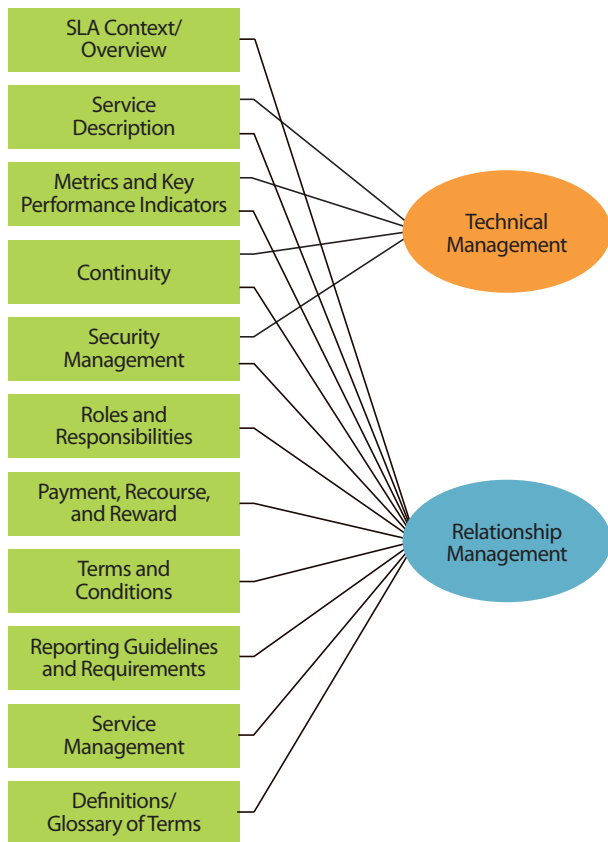 SLA Context/
Overview
Service
Description
Metrics and Key
Performance Indicators
Continuity
Security
Management
Roles and
Responsibilities
Payment, Recourse,
and Reward
Terms and
Conditions
Reporting Guidelines
and Requirements
Service
Management
Definitions/
Glossary of Terms
Technical
Management
Relationship
Management